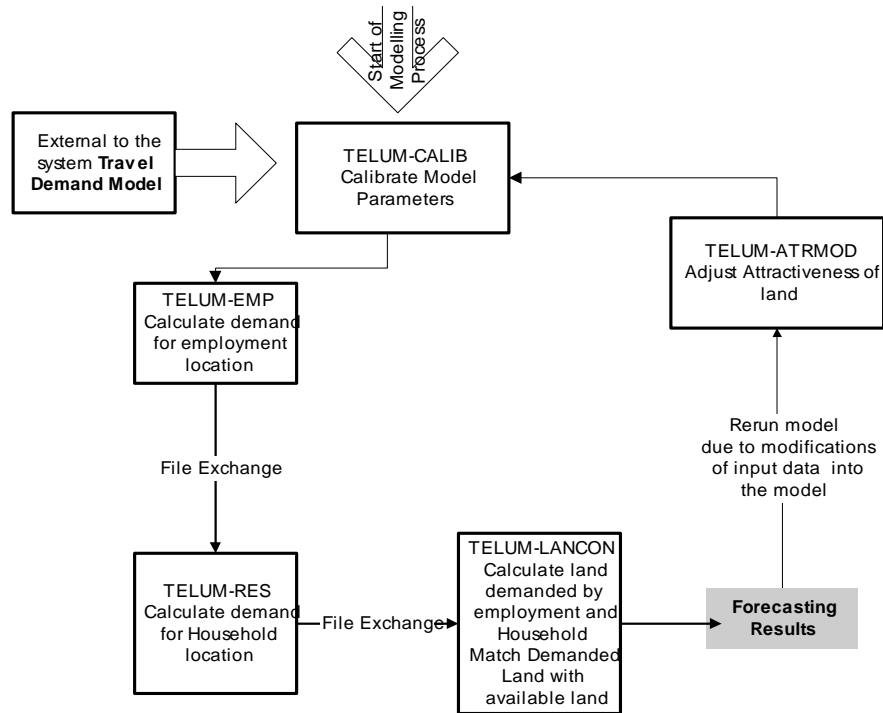 Start of
Modelling
Process
External to the
system Travel
Demand Model
TELUM-CALIB
Calibrate Model
Parameters
TELUM-ATRMOD
Adjust Attractiveness of
land
TELUM-EMP
Calculate demand
for employment
location
File Exchange
Rerun model
due to modifications
of input data into
the model
TELUM-RES
Calculate demand
for Household
location
File Exchange
TELUM-LANCON
Calculate land
demanded by
employment and
Household
Match Demanded
Land with
available land
Forecasting
Results